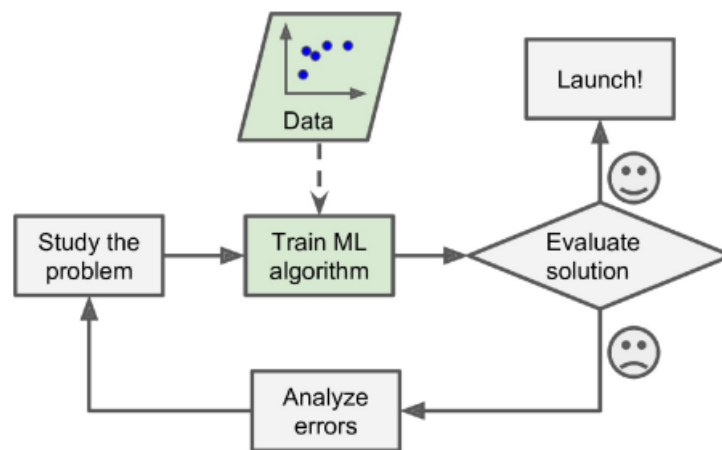 Data
Launch!
Study the
problem
Train ML
algorithm
Evaluate
solution
Analyze
errors